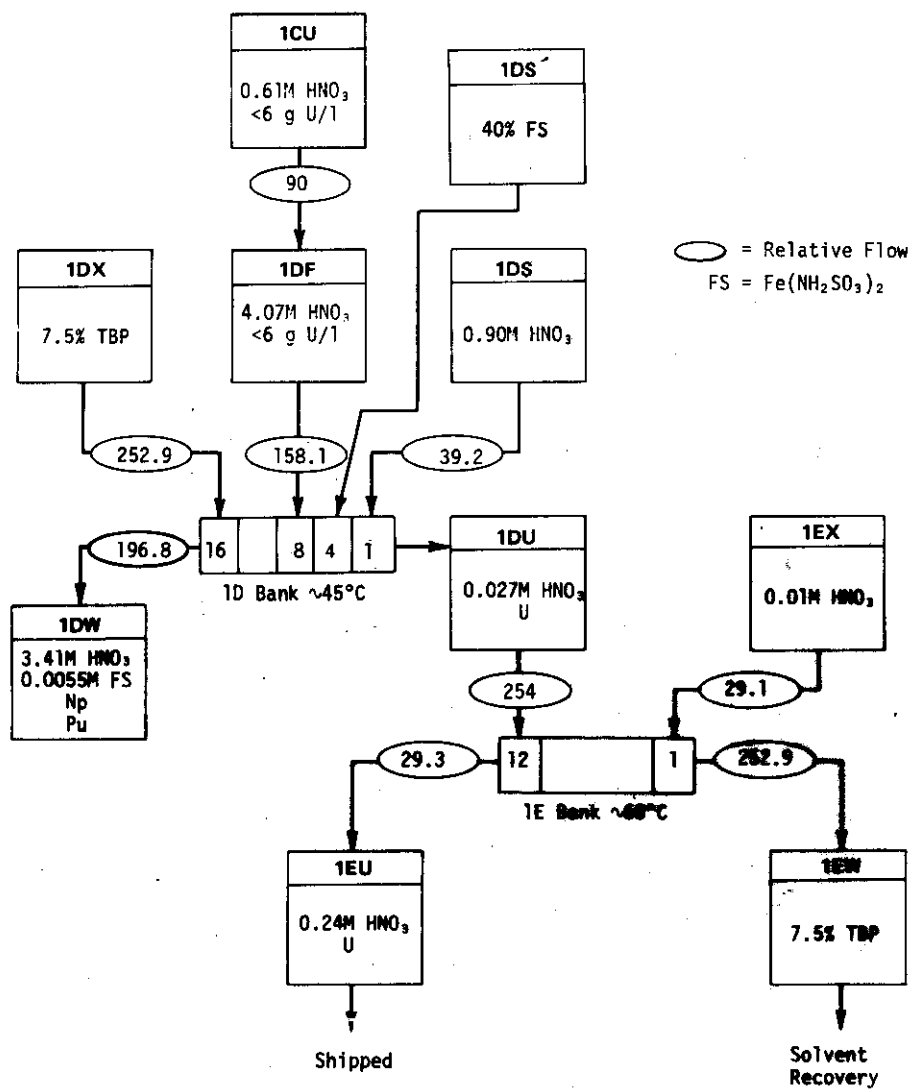 1CU
0.61M HNO₃
<6 g U/l
90
1DS´
40% FS
= Relative Flow
FS = Fe(NH₂SO₃)₂
1DX
7.5% TBP
1DF
4.07M HNO₃
<6 g U/l
1DS
0.90M HNO₃
252.9
158.1
39.2
16
8
4
1
1D Bank ~45°C
196.8
1DW
3.41M HNO₃
0.0055M FS
Np
Pu
1DU
0.027M HNO₃
U
254
1EX
0.01M HNO₃
29.1
12
1
1E Bank
29.3
252.9
1EU
0.24M HNO₃
U
Shipped
1EW
7.5% TBP
Solvent
Recovery